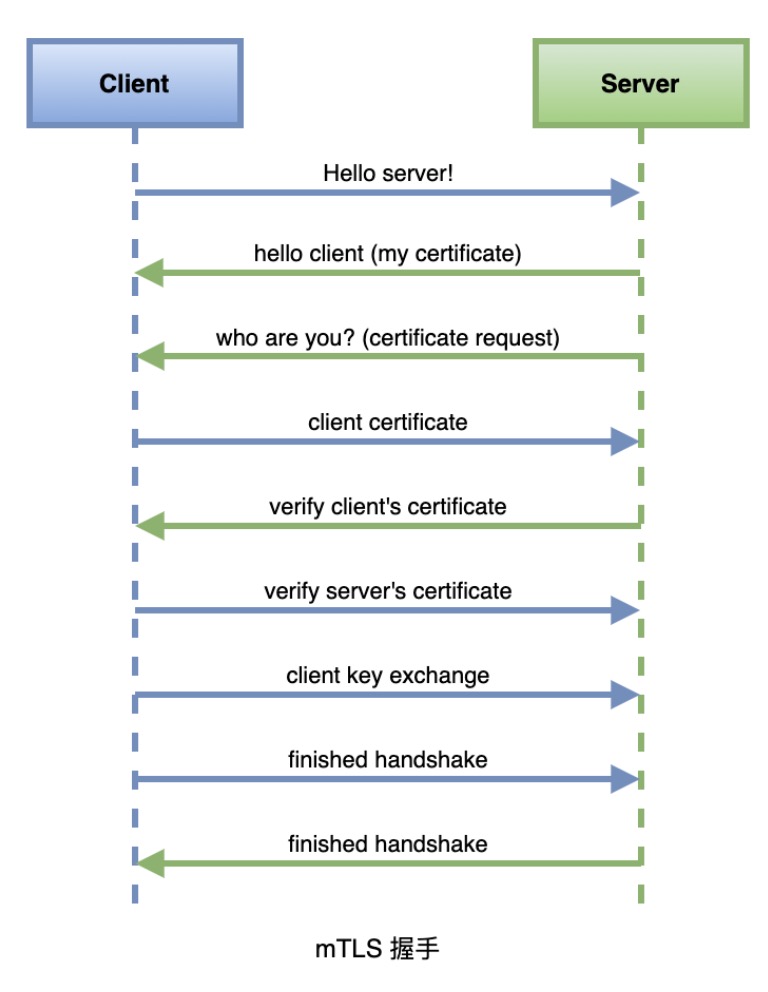 Client
Server
Hello server!
hello client (my certificate)
who are you? (certificate request)
client certificate
verify client's certificate
verify server's certificate
client key exchange
finished handshake
finished handshake
mTLS 握手